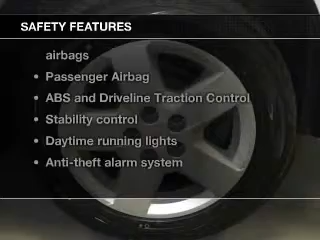 SAFETY FEATURES
airbags
• Passenger Airbag
• ABS and Driveline Traction Control
• Stability control
• Daytime running lights
• Anti-theft alarm system